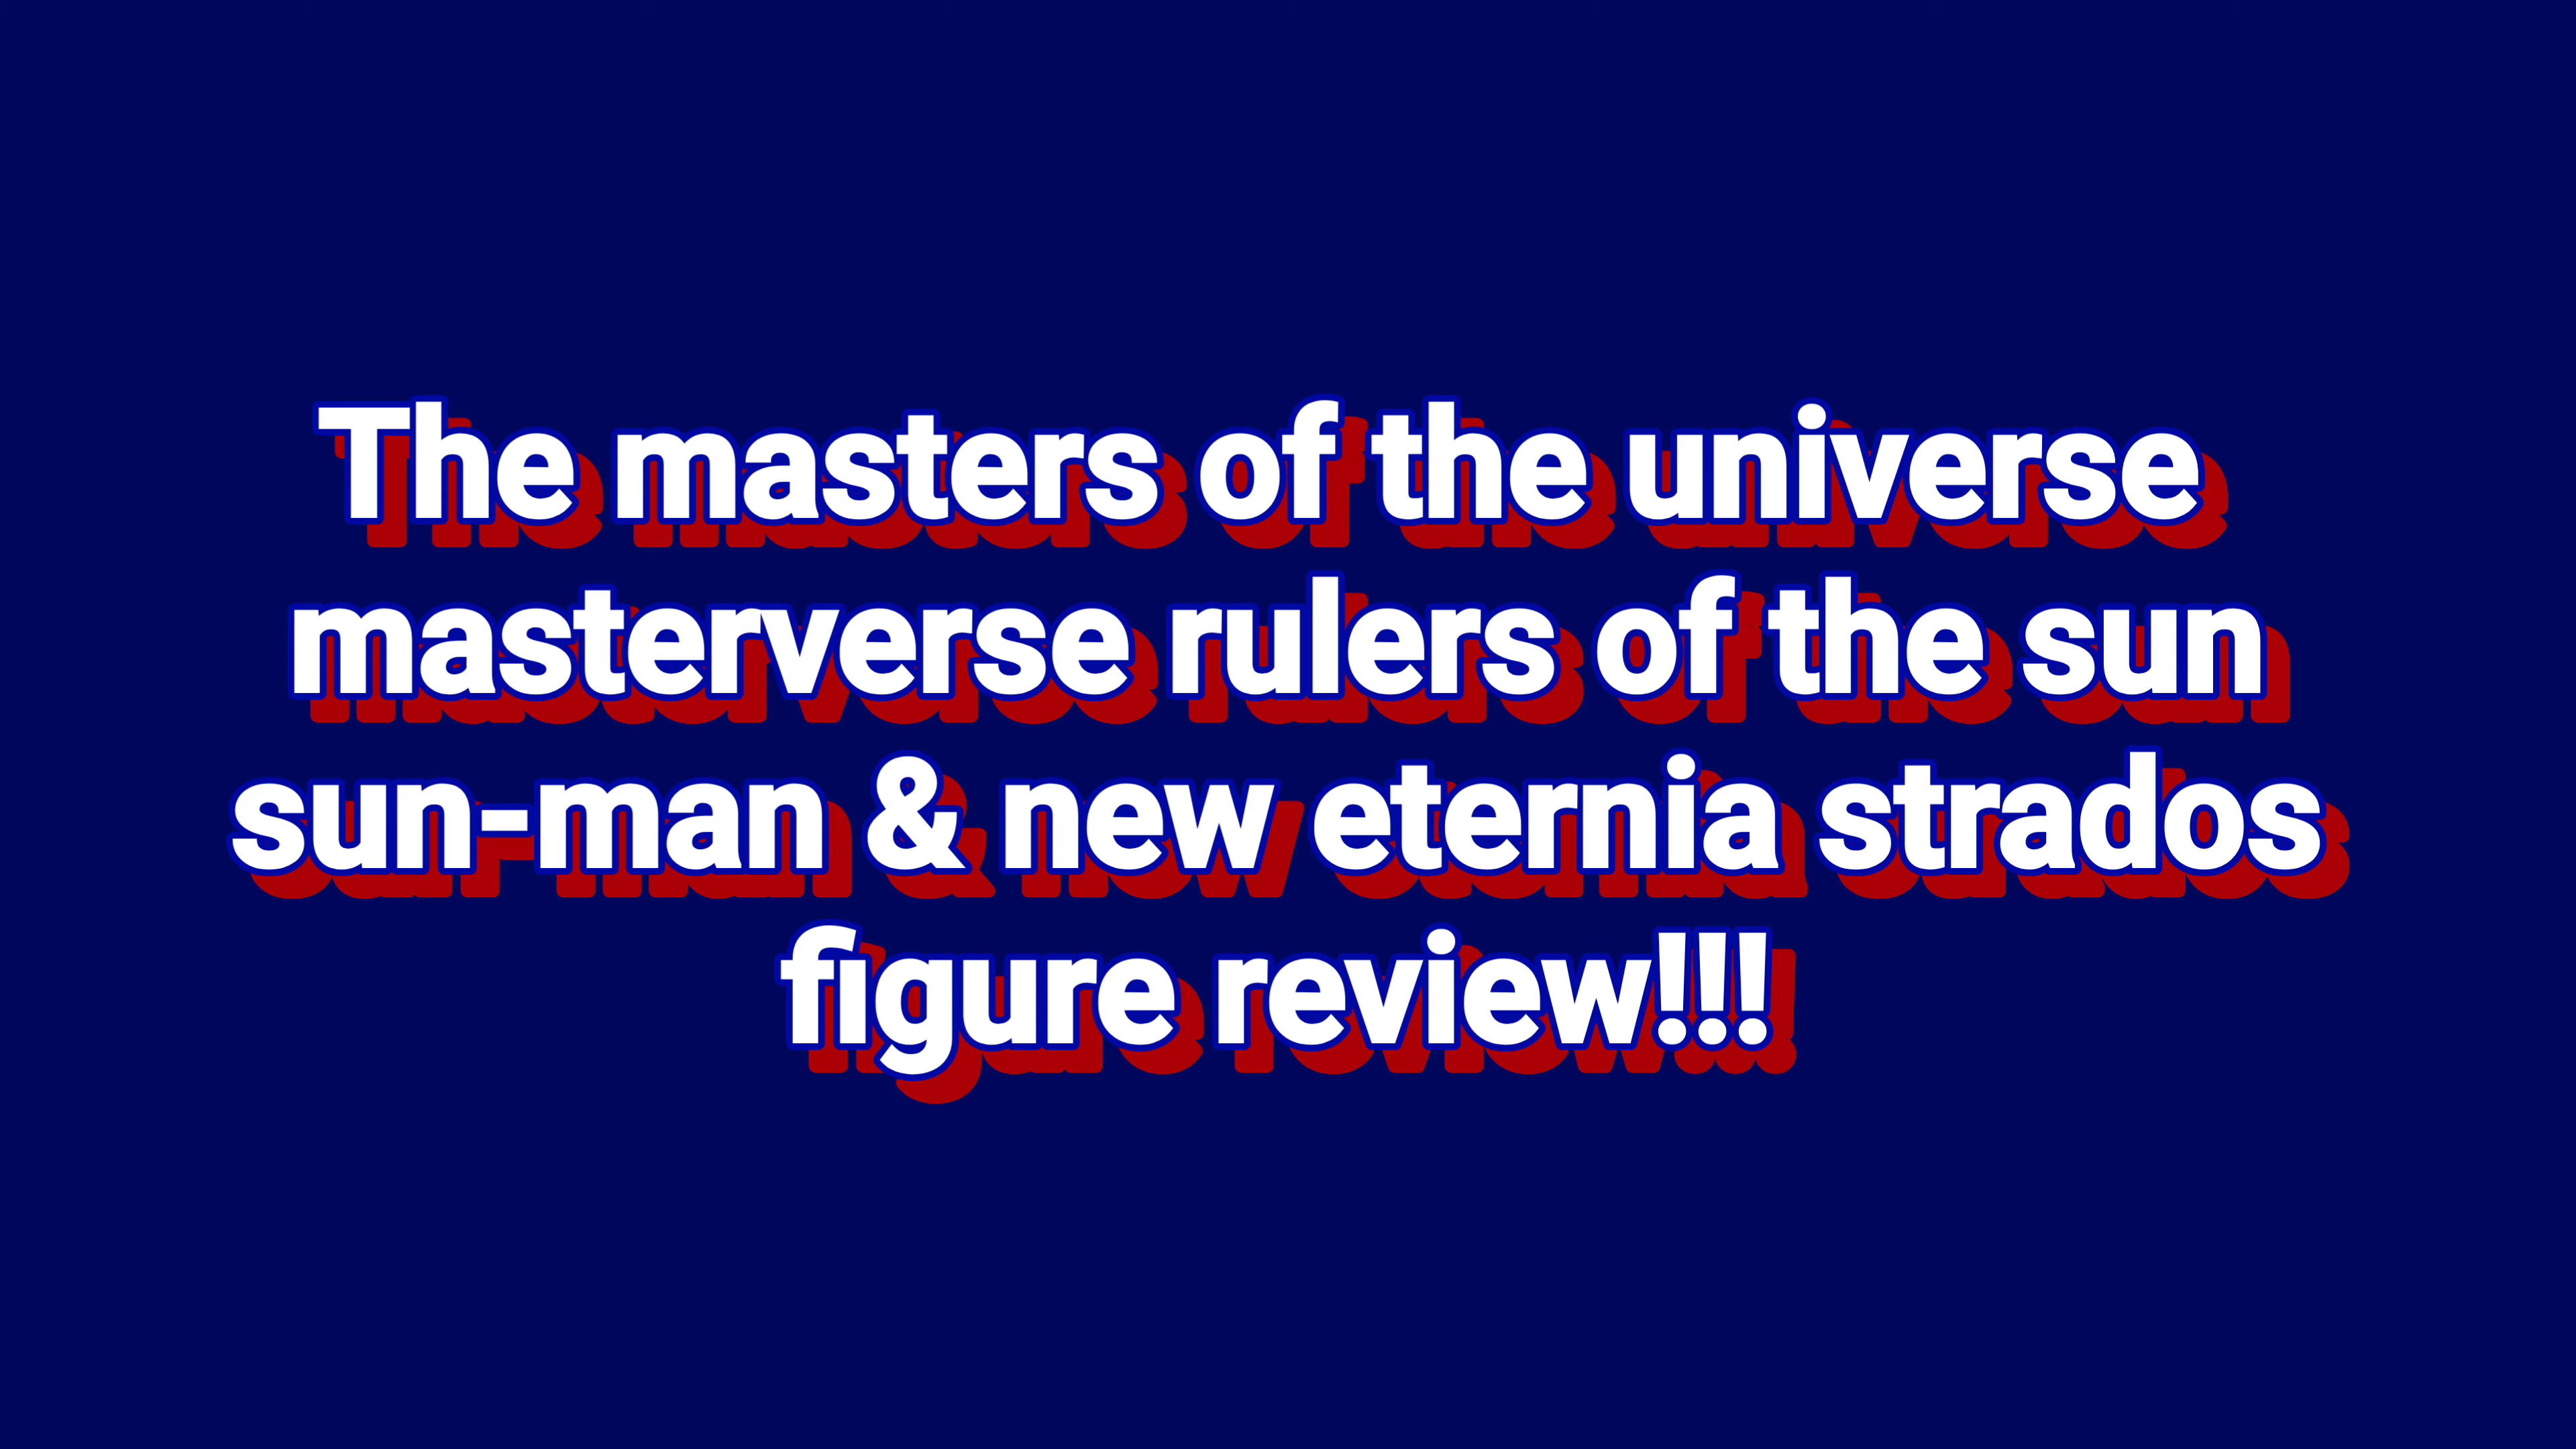 The masters of the universe
masterverse rulers of the sun
sun-man & new eternia strados
figure review!!!